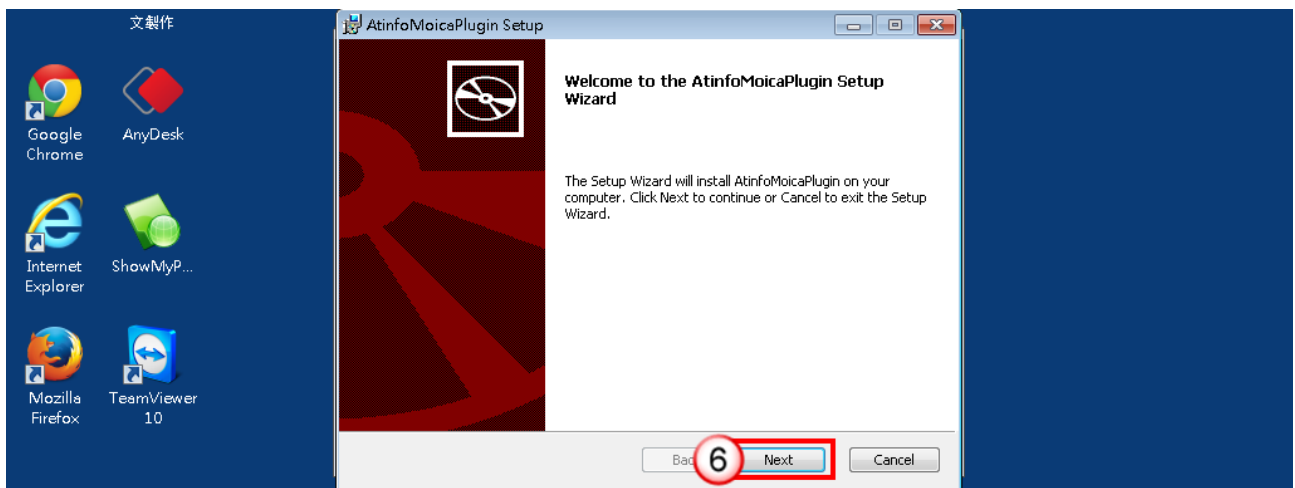 文製作
Google
Chrome
AnyDesk
Internet
Explorer
ShowMyP...
Mozilla
Firefox
TeamViewer
10
AtinfoMoicaPlugin Setup
Welcome to the AtinfoMoicaPlugin Setup
Wizard
The Setup Wizard will install AtinfoMoicaPlugin on your
computer. Click Next to continue or Cancel to exit the Setup
Wizard.
Bac
6
Next
Cancel